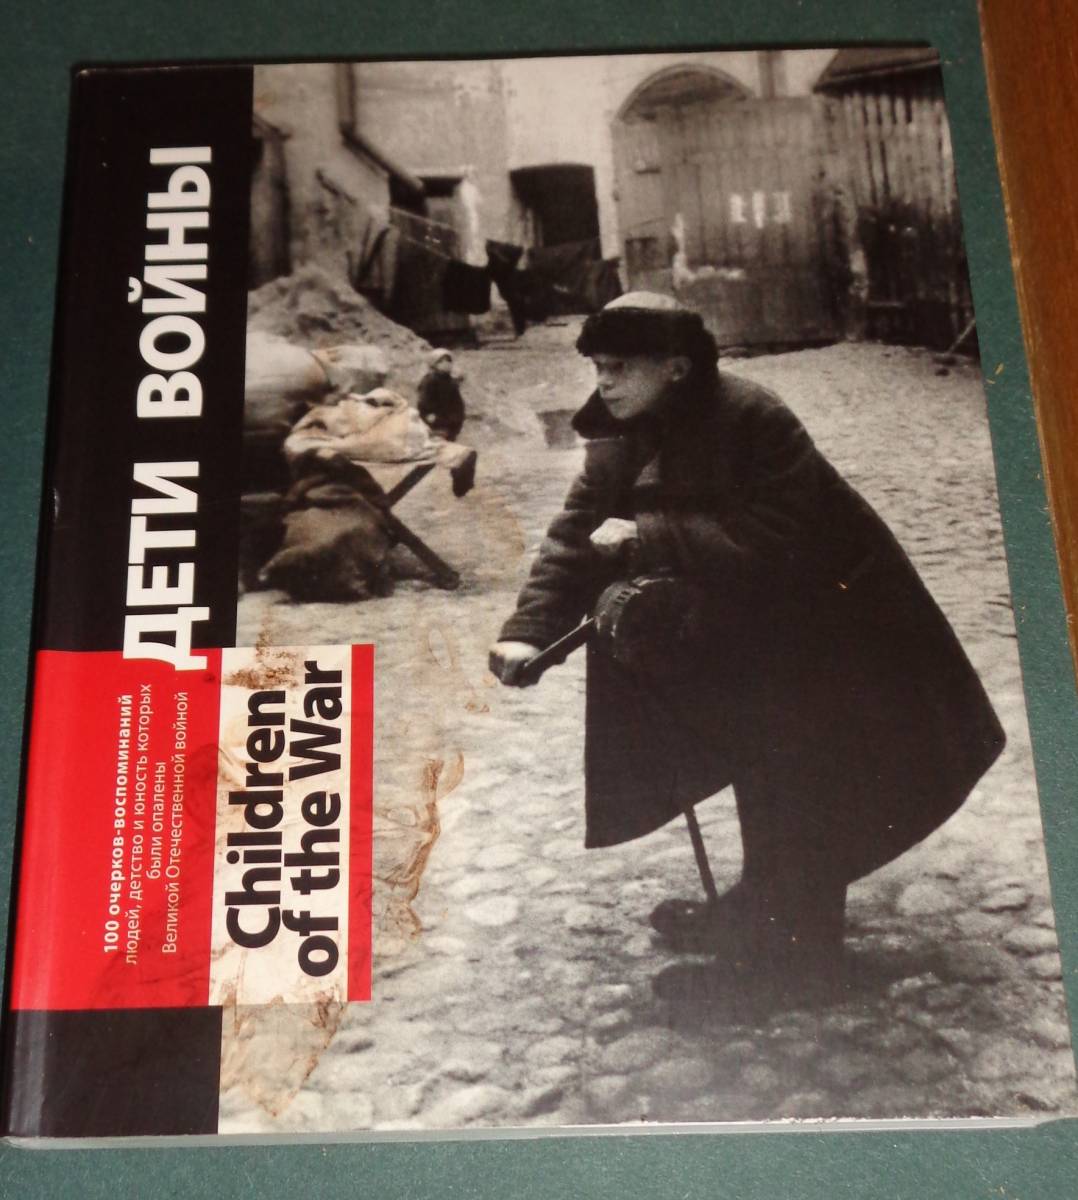 ДЕТИ ВОЙНЫ
100 очерков-воспоминаний
людей, детство и юность которых
были опалены
Великой Отечественной войной
Children
of the War